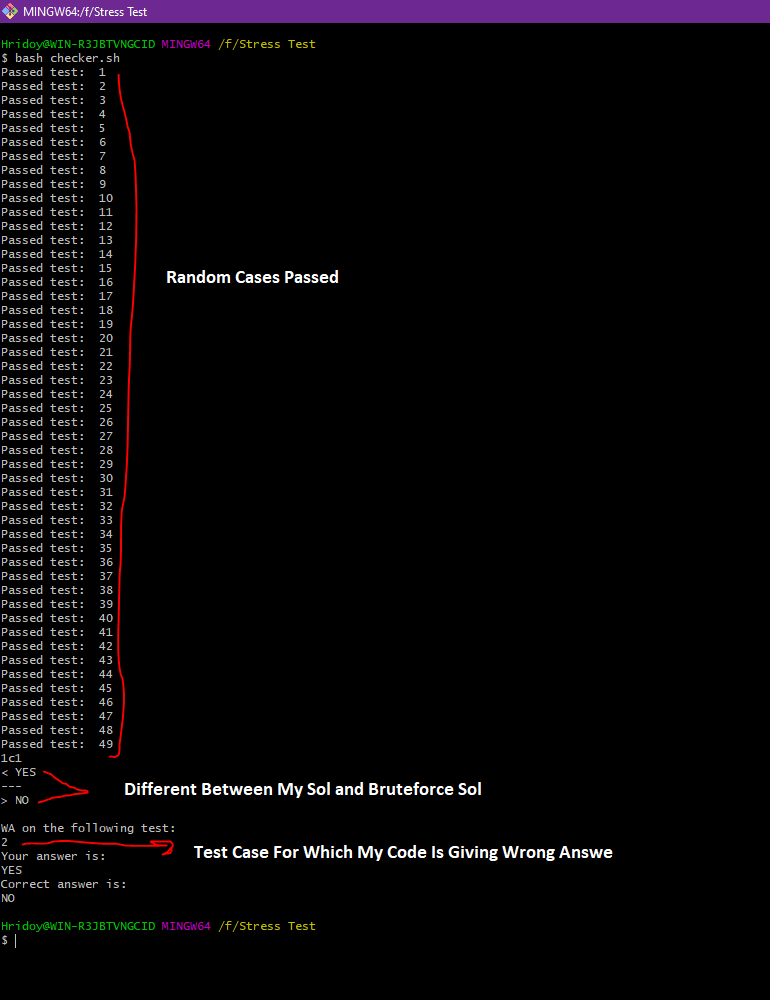 MINGW64:/f/Stress Test
Hridoy@WIN-R3JBTVNGCID MINGW64 /f/Stress Test
$ bash checker.sh
Passed test:  1
Passed test:  2
Passed test:  3
Passed test:  4
Passed test:  5
Passed test:  6
Passed test:  7
Passed test:  8
Passed test:  9
Passed test:  10
Passed test:  11
Passed test:  12
Passed test:  13
Passed test:  14
Passed test:  15
Random Cases Passed
Passed test:  16
Passed test:  17
Passed test:  18
Passed test:  19
Passed test:  20
Passed test:  21
Passed test:  22
Passed test:  23
Passed test:  24
Passed test:  25
Passed test:  26
Passed test:  27
Passed test:  28
Passed test:  29
Passed test:  30
Passed test:  31
Passed test:  32
Passed test:  33
Passed test:  34
Passed test:  35
Passed test:  36
Passed test:  37
Passed test:  38
Passed test:  39
Passed test:  40
Passed test:  41
Passed test:  42
Passed test:  43
Passed test:  44
Passed test:  45
Passed test:  46
Passed test:  47
Passed test:  48
Passed test:  49
1c1
< YES
---
Different Between My Sol and Bruteforce Sol
> NO
WA on the following test:
2
Test Case For Which My Code Is Giving Wrong Answe
Your answer is:
YES
Correct answer is:
NO
Hridoy@WIN-R3JBTVNGCID MINGW64 /f/Stress Test
$